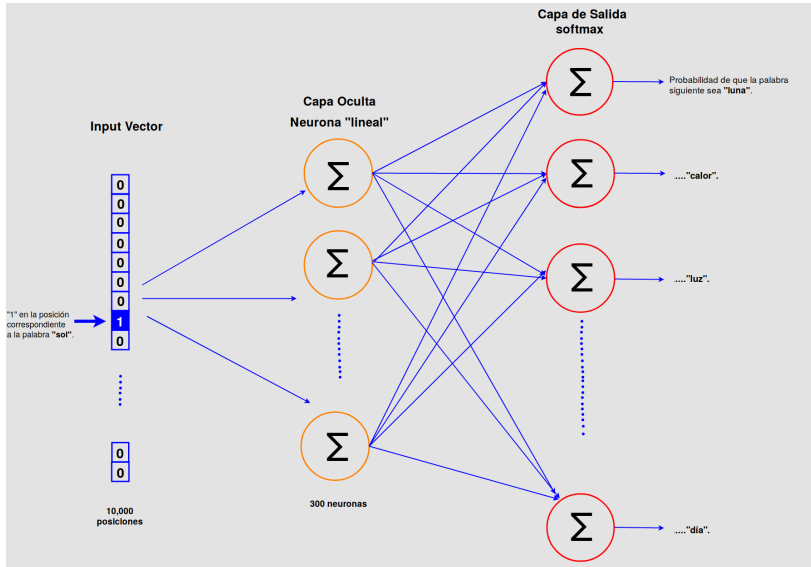 Capa de Salida
softmax
Capa Oculta
Neurona "lineal"
Input Vector
0
0
0
0
0
0
0
1
0
0
0
"1" en la posición
correspondiente
a la palabra "sol".
10,000
posiciones
Σ
Σ
Σ
300 neuronas
Σ
Σ
Σ
Σ
Probabilidad de que la palabra
siguiente sea "luna".
...."calor".
...."luz".
...."día".